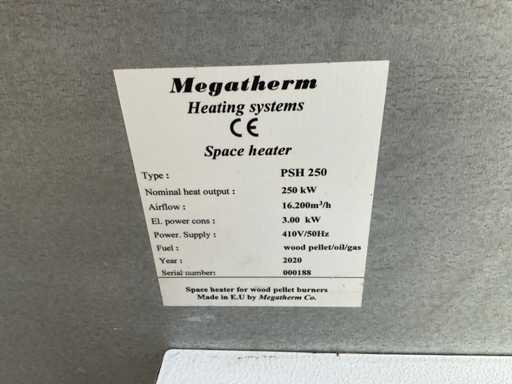 Megatherm
Heating systems
CE
Space heater
Type : PSH 250
Nominal heat output : 250 kW
Airflow : 16.200m³/h
El. power cons : 3.00 kW
Power. Supply : 410V/50Hz
Fuel : wood pellet/oil/gas
Year : 2020
Serial number: 000188
Space heater for wood pellet burners
Made in E.U by Megatherm Co.